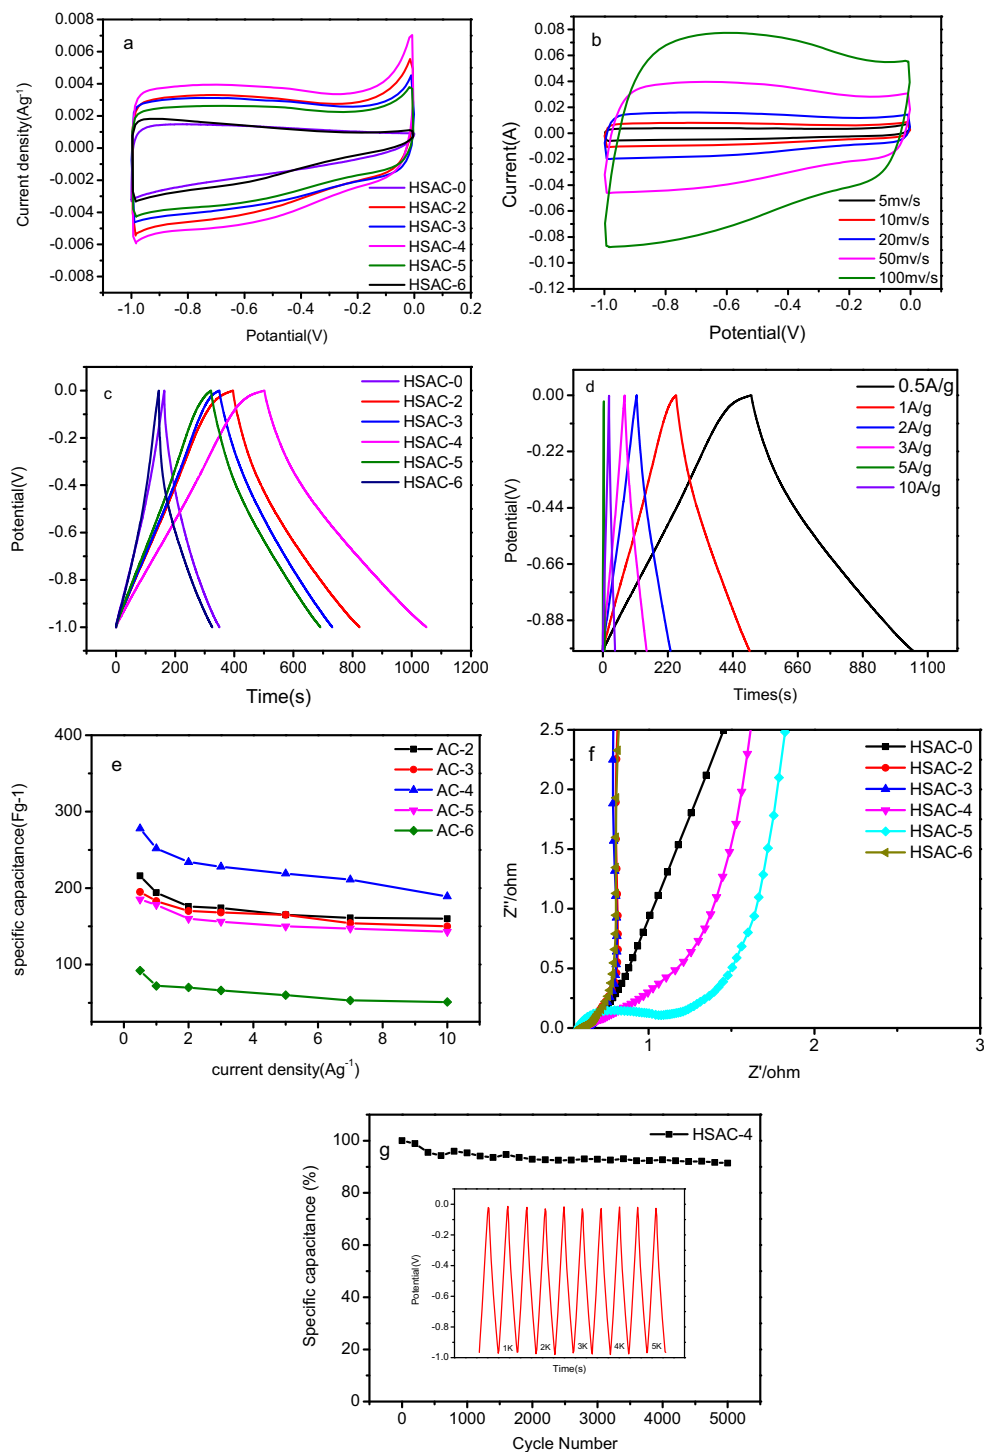 a
Current density(Ag-1)
0.008
0.006
0.004
0.002
0.000
-0.002
-0.004
-0.006
-0.008
-1.0 -0.8 -0.6 -0.4 -0.2 0.0 0.2
Potantial(V)
HSAC-0
HSAC-2
HSAC-3
HSAC-4
HSAC-5
HSAC-6
b
Current(A)
0.08
0.04
0.00
-0.04
-0.08
-0.12
-1.0 -0.8 -0.6 -0.4 -0.2 0.0
Potential(V)
5mv/s
10mv/s
20mv/s
50mv/s
100mv/s
c
Potential(V)
0.0
-0.2
-0.4
-0.6
-0.8
-1.0
0 200 400 600 800 1000 1200
Time(s)
HSAC-0
HSAC-2
HSAC-3
HSAC-4
HSAC-5
HSAC-6
d
Potential(V)
0.00
-0.22
-0.44
-0.66
-0.88
0 220 440 660 880 1100
Times(s)
0.5A/g
1A/g
2A/g
3A/g
5A/g
10A/g
e
specific capacitance(Fg-1)
400
300
200
100
0 2 4 6 8 10
current density(Ag-1)
AC-2
AC-3
AC-4
AC-5
AC-6
f
Z''/ohm
2.5
2.0
1.5
1.0
0.5
0.0
1 2 3
Z'/ohm
HSAC-0
HSAC-2
HSAC-3
HSAC-4
HSAC-5
HSAC-6
g
Specific capacitance (%)
100
80
60
40
20
0
0 1000 2000 3000 4000 5000
Cycle Number
HSAC-4
Potential(V)
0.0
-0.2
-0.4
-0.6
-0.8
-1.0
1K 2K 3K 4K 5K
Time(s)